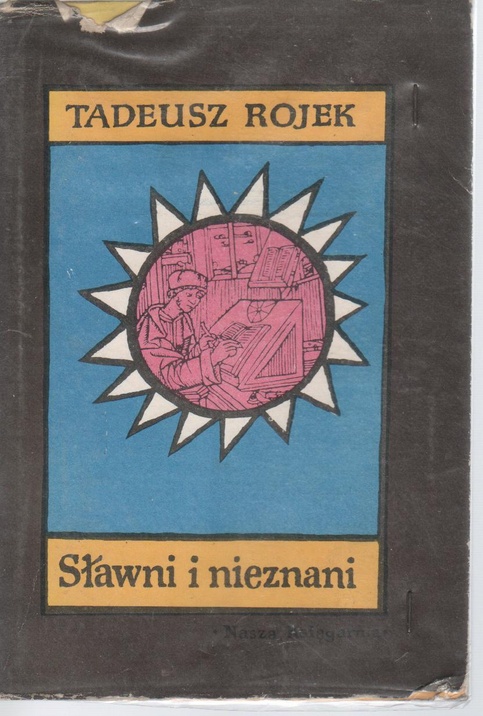 TADEUSZ ROJEK
Sławni i nieznani
• Nasza Księgarnia •